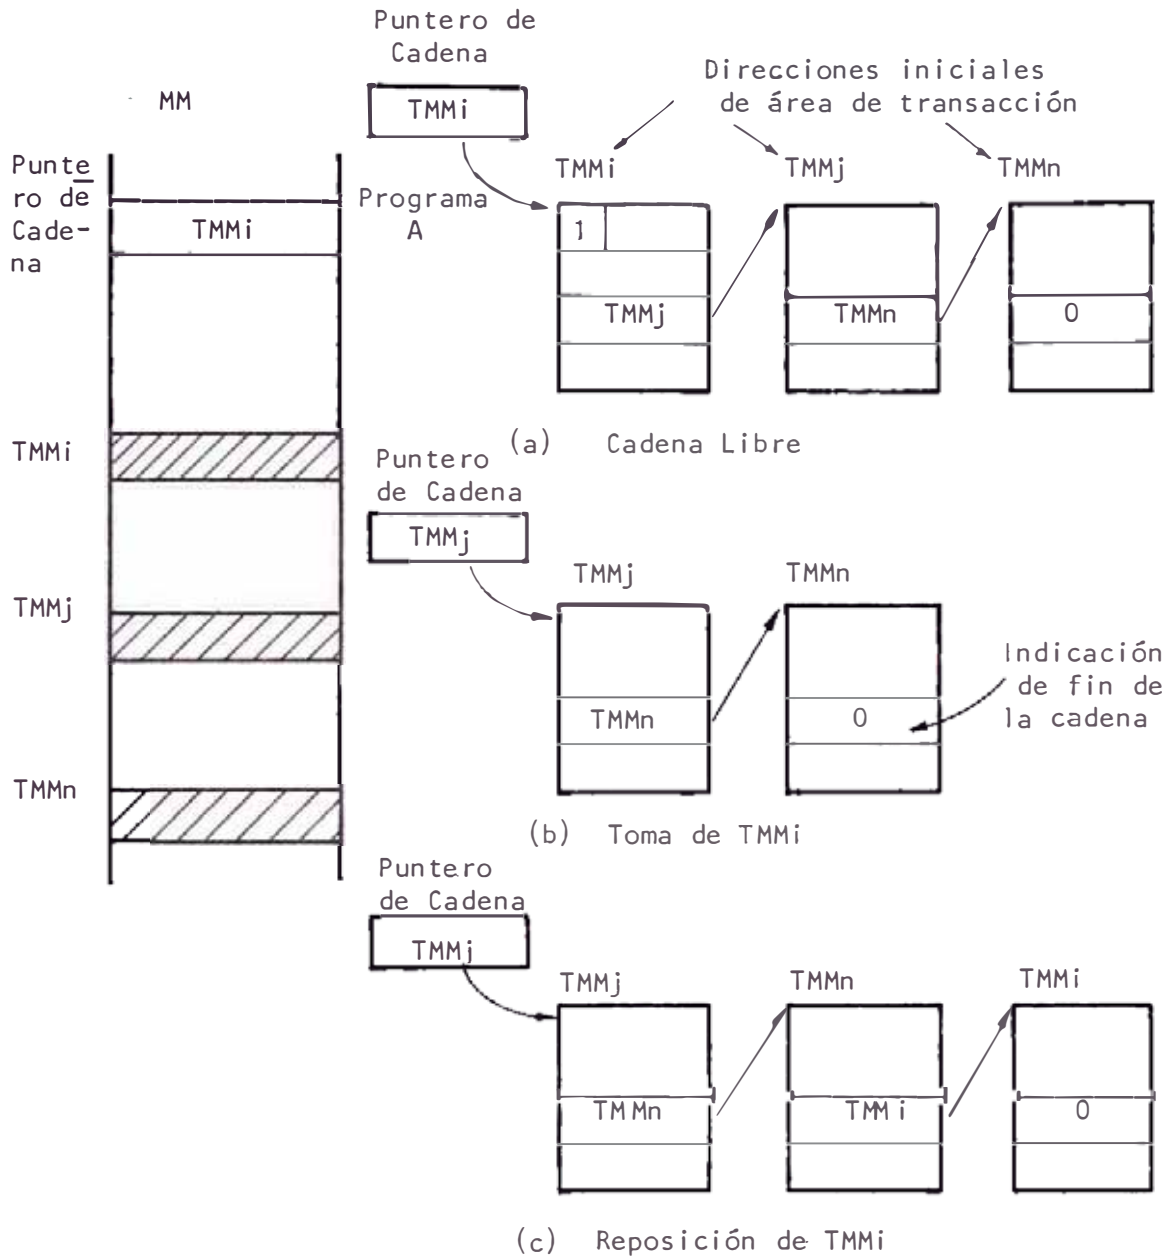 MM
Punte
ro de
Cade-
na
TMMi
TMMi
TMMj
TMMn
Puntero de
Cadena
TMMi
Programa
A
Direcciones iniciales
de área de transacción
TMMi
TMMj
TMMn
1
TMMj
TMMn
0
(a) Cadena Libre
Puntero
de Cadena
TMMj
TMMj
TMMn
TMMn
0
Indicación
de fin de
la cadena
(b) Toma de TMMi
Puntero
de Cadena
TMMj
TMMj
TMMn
TMMi
TMMn
TMMi
0
(c) Reposición de TMMi